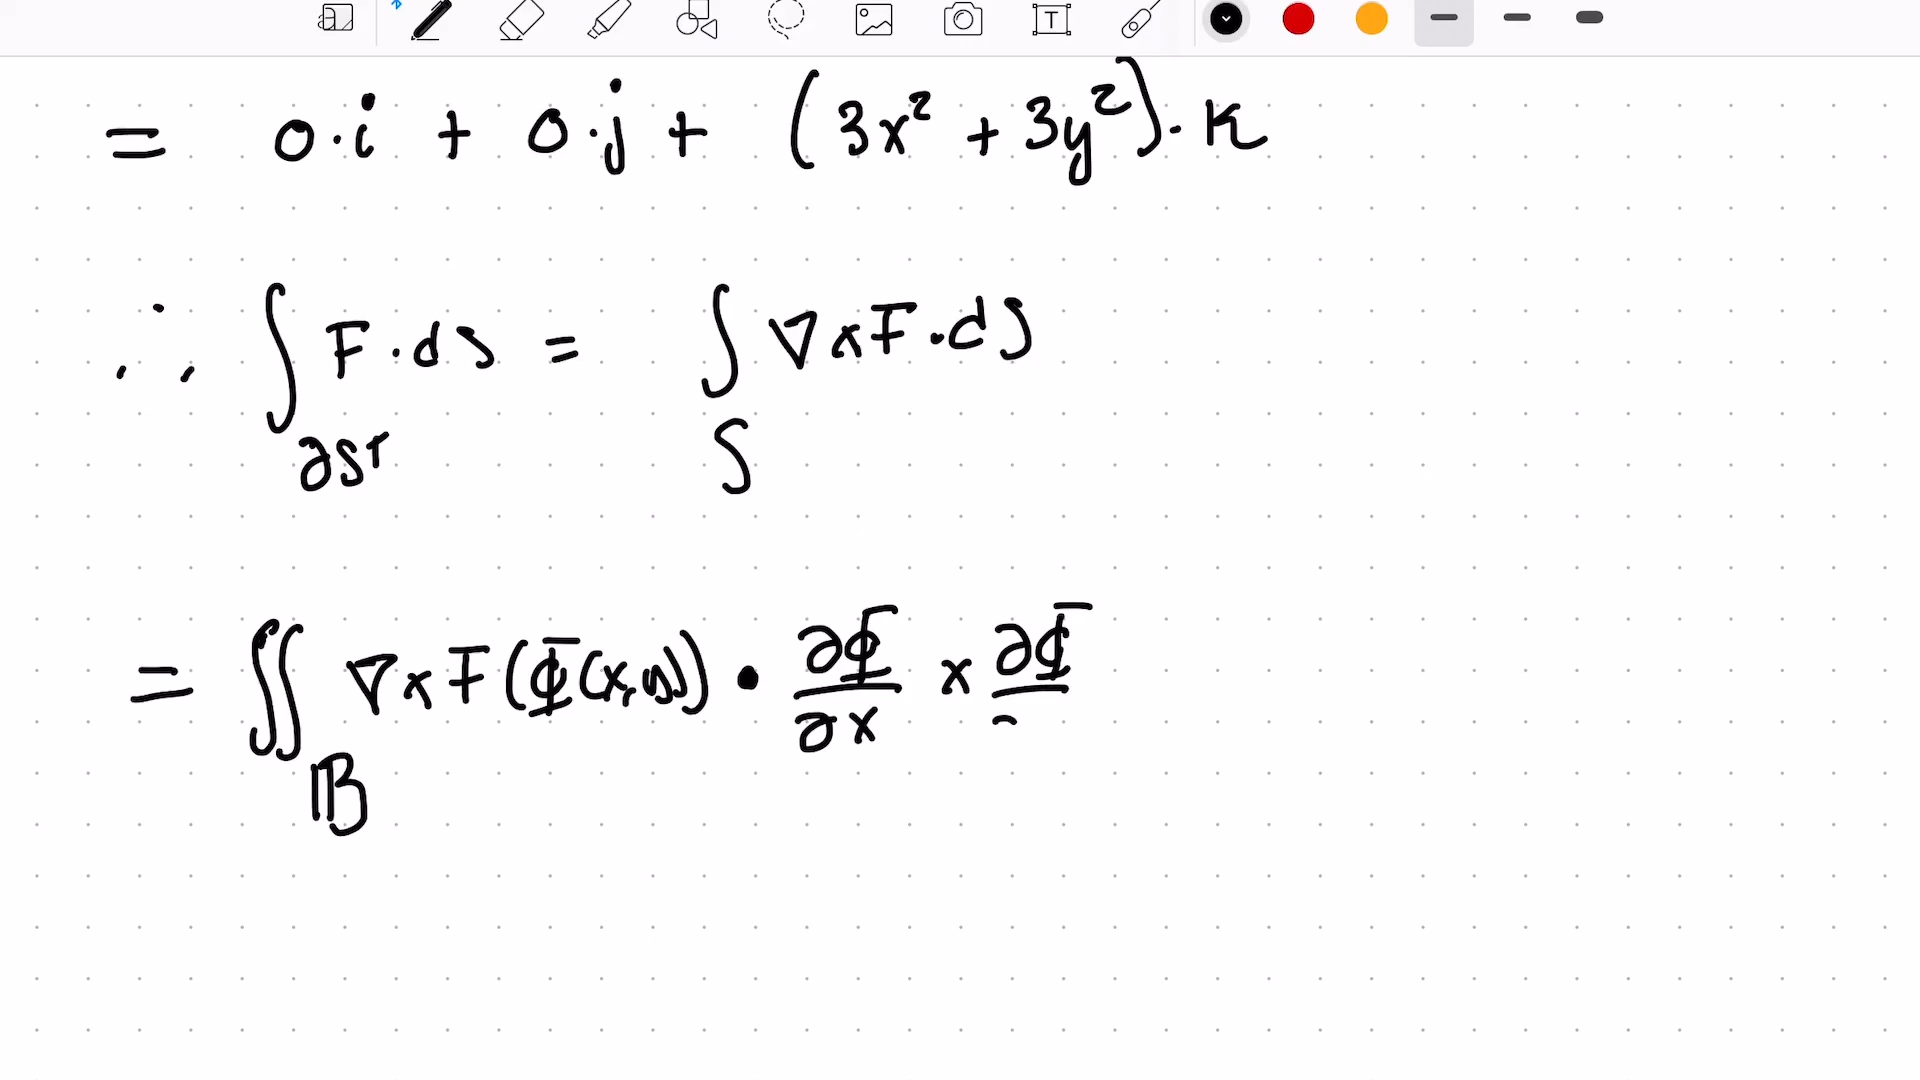 = 0·i + 0·j + (3x² + 3y²)·k
∴ ∫_{∂S⁺} F·ds = ∫_S ∇×F·dS
= ∬_𝔹 ∇×F(Φ(x,y)) • ∂Φ/∂x × ∂Φ/